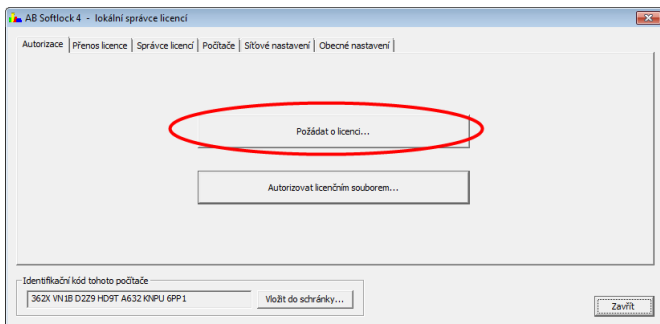 AB Softlock 4 - lokální správce licencí
Autorizace Přenos licence Správce licencí Počítače Síťové nastavení Obecné nastavení
Požádat o licenci...
Autorizovat licenčním souborem...
Identifikační kód tohoto počítače
362X VN1B D2Z9 HD9T A632 KNPU 6PP1 Vložit do schránky...
Zavřít